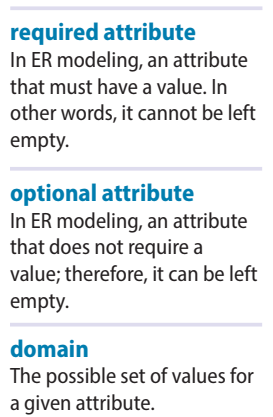 required attribute
In ER modeling, an attribute
that must have a value. In
other words, it cannot be left
empty.
optional attribute
In ER modeling, an attribute
that does not require a
value; therefore, it can be left
empty.
domain
The possible set of values for
a given attribute.